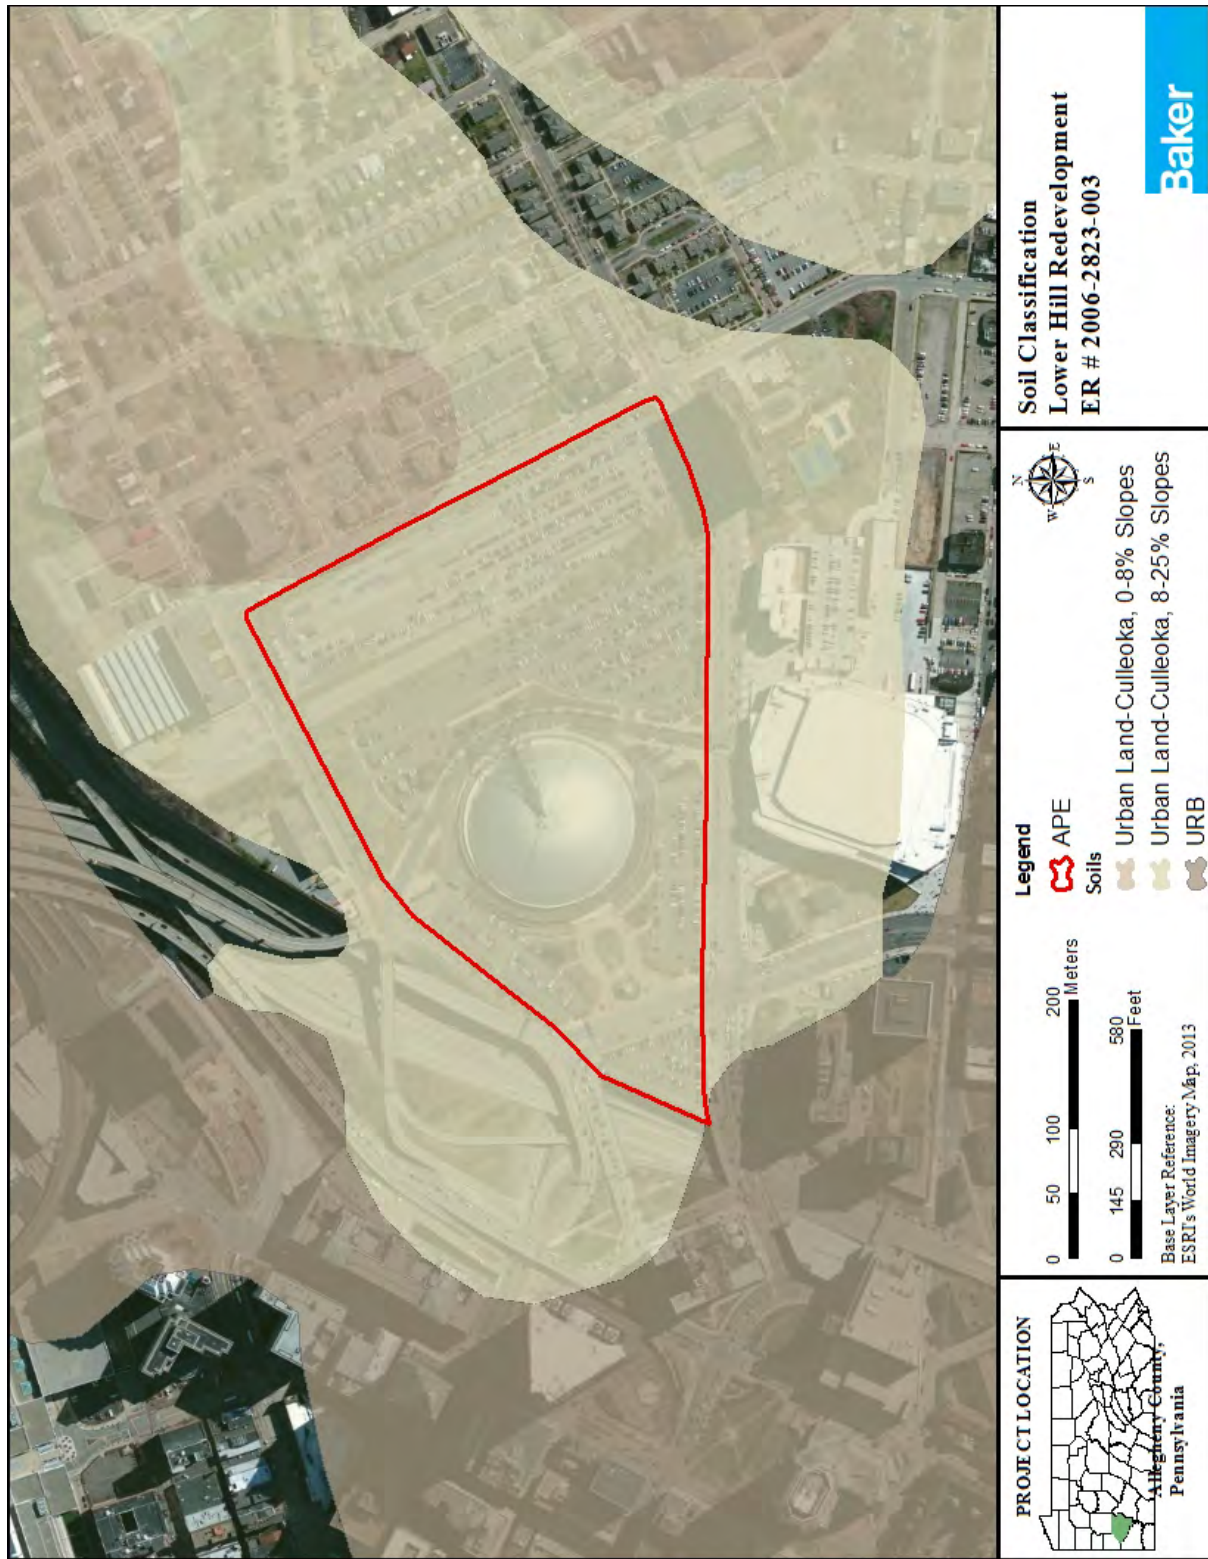 PROJECT LOCATION
Allegheny County,
Pennsylvania
0 50 100 200
Meters
0 145 290 580
Feet
Base Layer Reference:
ESRI's World Imagery Map, 2013
Legend
APE
Soils
Urban Land-Culleoka, 0-8% Slopes
Urban Land-Culleoka, 8-25% Slopes
URB
N
W
E
S
Soil Classification
Lower Hill Redevelopment
ER # 2006-2823-003
Baker